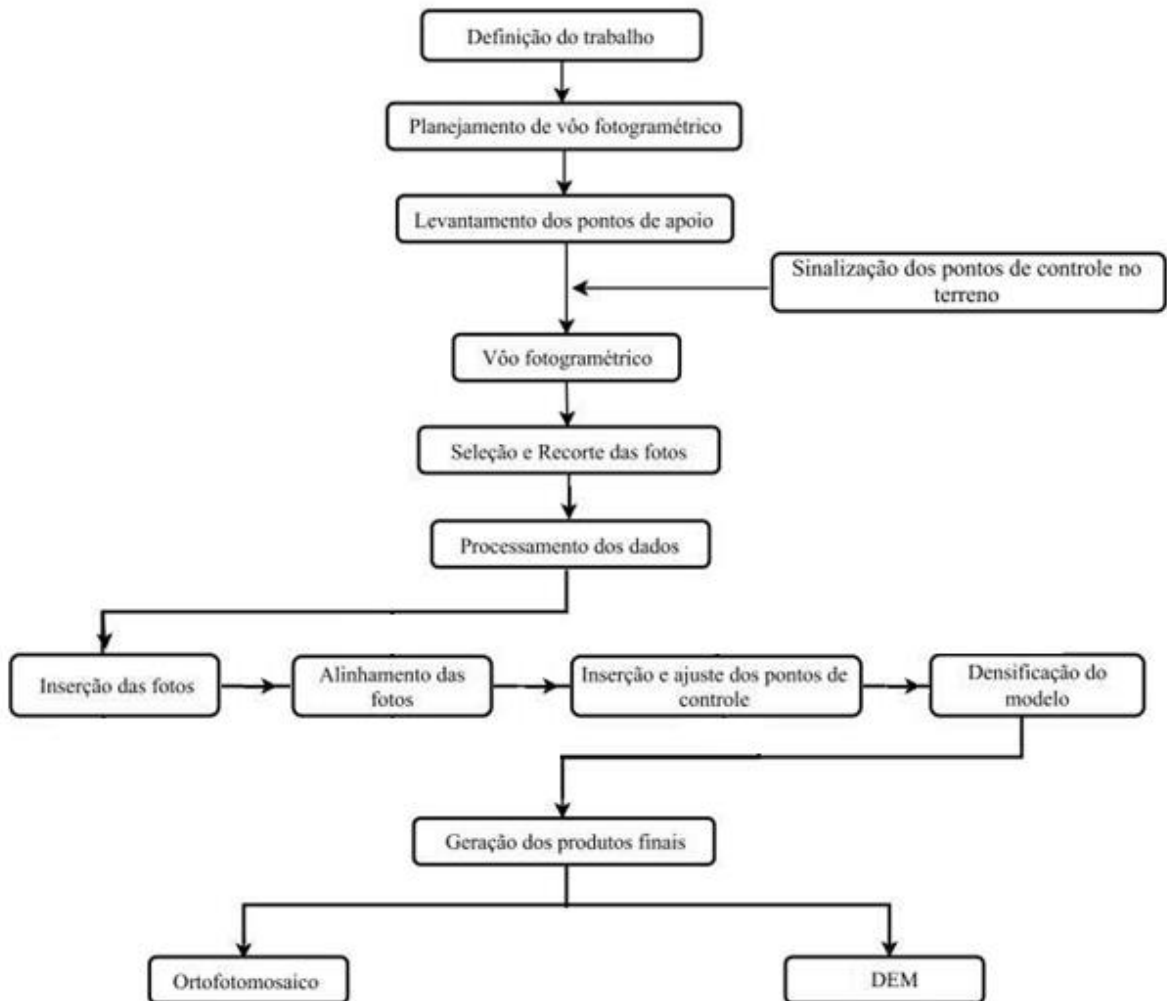 Definição do trabalho
Planejamento de vôo fotogramétrico
Levantamento dos pontos de apoio
Sinalização dos pontos de controle no
terreno
Vôo fotogramétrico
Seleção e Recorte das fotos
Processamento dos dados
Inserção das fotos
Alinhamento das
fotos
Inserção e ajuste dos pontos de
controle
Densificação do
modelo
Geração dos produtos finais
Ortofotomosaico
DEM